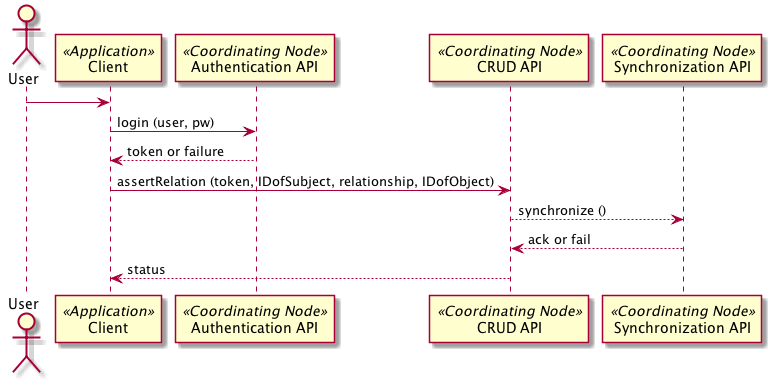 «Application» «Coordinating Node» «Coordinating Node» «Coordinating Node»
User Client Authentication API CRUD API Synchronization API
login (user, pw)
token or failure
assertRelation (token, IDofSubject, relationship, IDofObject)
synchronize ()
ack or fail
status
User «Application» «Coordinating Node» «Coordinating Node» «Coordinating Node»
Client Authentication API CRUD API Synchronization API